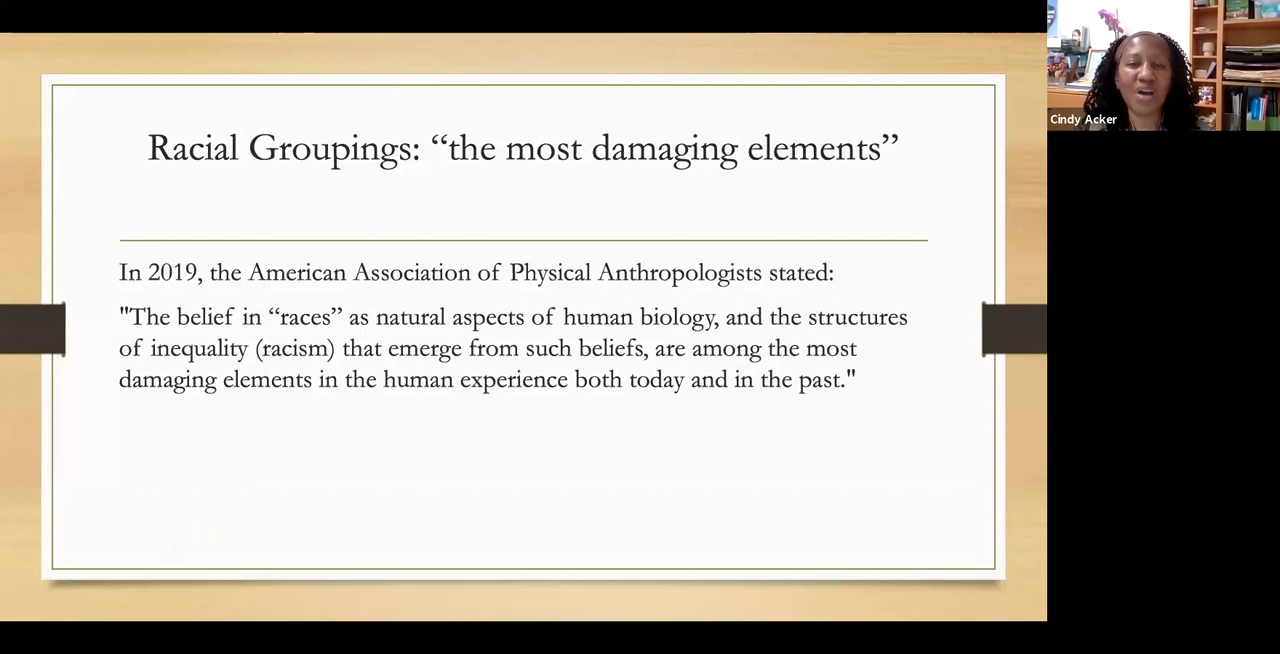 Racial Groupings: “the most damaging elements”
In 2019, the American Association of Physical Anthropologists stated:
"The belief in “races” as natural aspects of human biology, and the structures
of inequality (racism) that emerge from such beliefs, are among the most
damaging elements in the human experience both today and in the past."
Cindy Acker